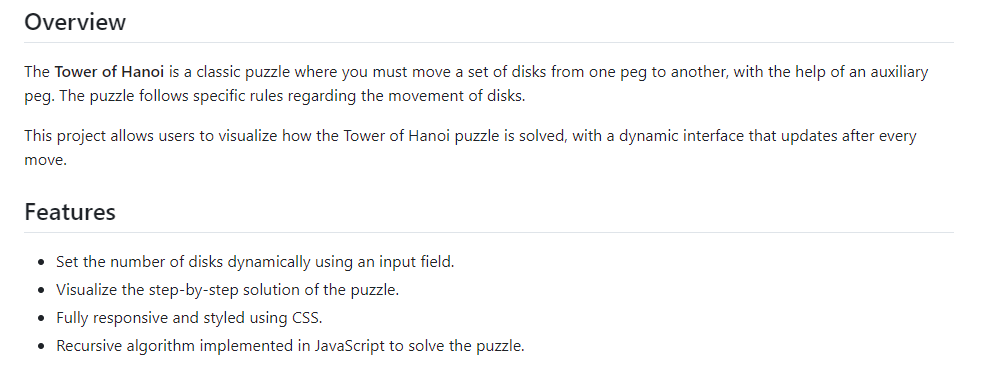 Overview
The Tower of Hanoi is a classic puzzle where you must move a set of disks from one peg to another, with the help of an auxiliary
peg. The puzzle follows specific rules regarding the movement of disks.
This project allows users to visualize how the Tower of Hanoi puzzle is solved, with a dynamic interface that updates after every
move.
Features
• Set the number of disks dynamically using an input field.
• Visualize the step-by-step solution of the puzzle.
• Fully responsive and styled using CSS.
• Recursive algorithm implemented in JavaScript to solve the puzzle.